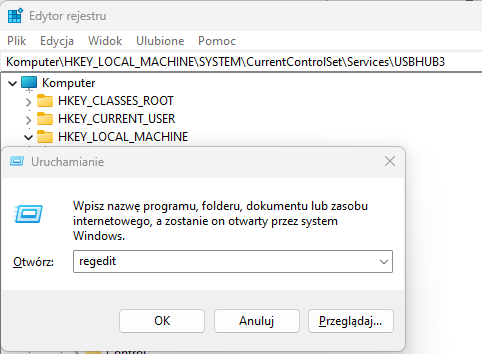 Edytor rejestru
Plik Edycja Widok Ulubione Pomoc
Komputer\HKEY_LOCAL_MACHINE\SYSTEM\CurrentControlSet\Services\USBHUB3
Komputer
HKEY_CLASSES_ROOT
HKEY_CURRENT_USER
HKEY_LOCAL_MACHINE
Uruchamianie
Wpisz nazwę programu, folderu, dokumentu lub zasobu
internetowego, a zostanie on otwarty przez system
Windows.
Otwórz: regedit
OK Anuluj Przeglądaj...
Control